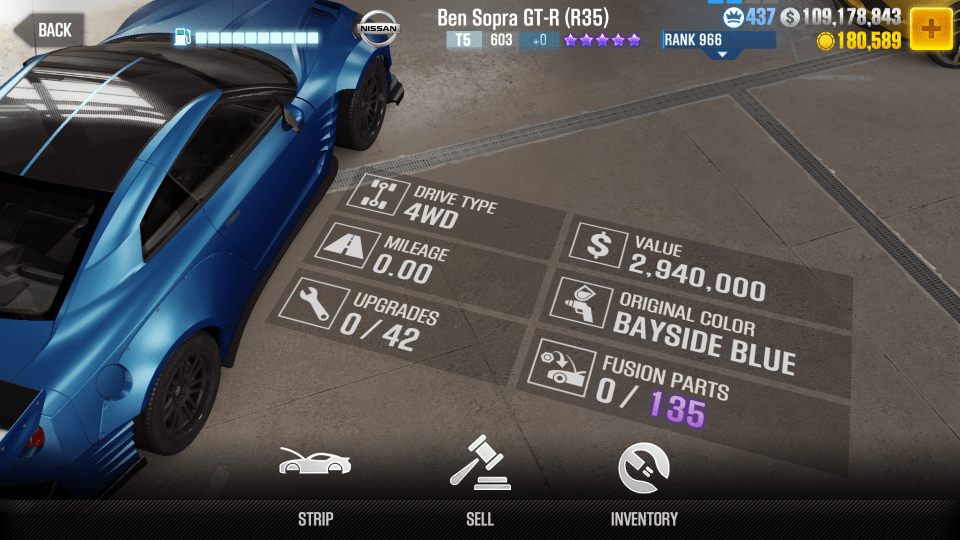 BACK
NISSAN
Ben Sopra GT-R (R35)
T5 603 +0
RANK 966
437 $ 109,178,843
180,589
DRIVE TYPE
4WD
MILEAGE
0.00
UPGRADES
0 / 42
$ VALUE
2,940,000
ORIGINAL COLOR
BAYSIDE BLUE
FUSION PARTS
0 / 135
STRIP
SELL
INVENTORY